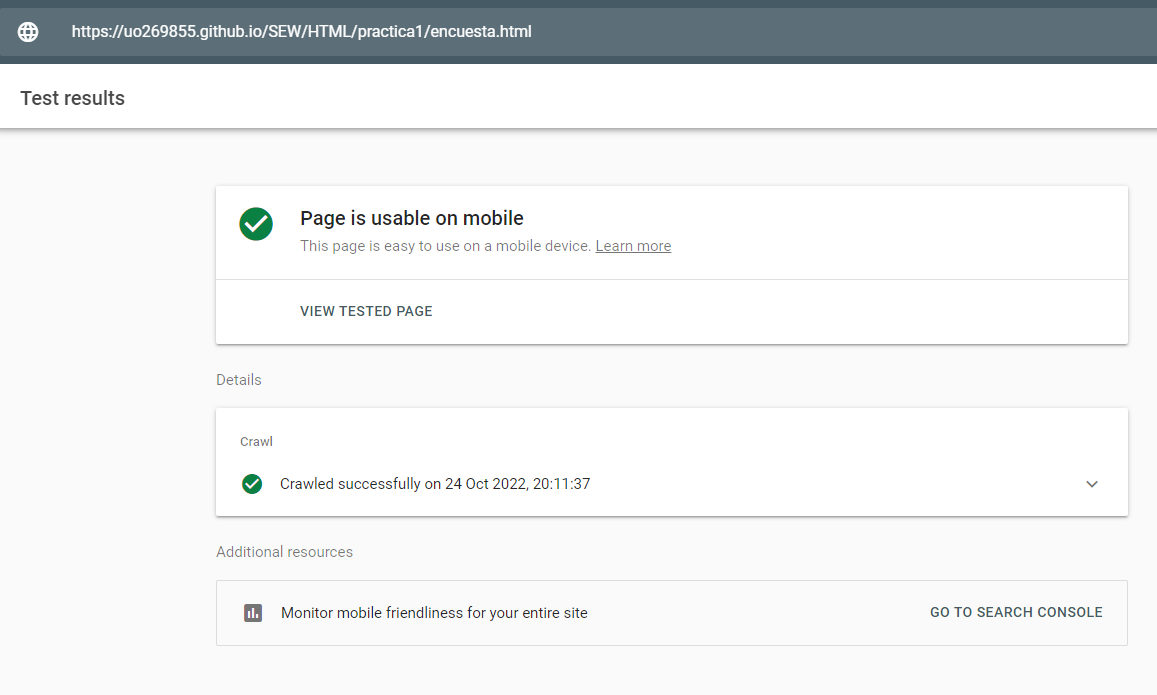 https://uo269855.github.io/SEW/HTML/practica1/encuesta.html
Test results
Page is usable on mobile
This page is easy to use on a mobile device. Learn more
VIEW TESTED PAGE
Details
Crawl
Crawled successfully on 24 Oct 2022, 20:11:37
Additional resources
Monitor mobile friendliness for your entire site
GO TO SEARCH CONSOLE